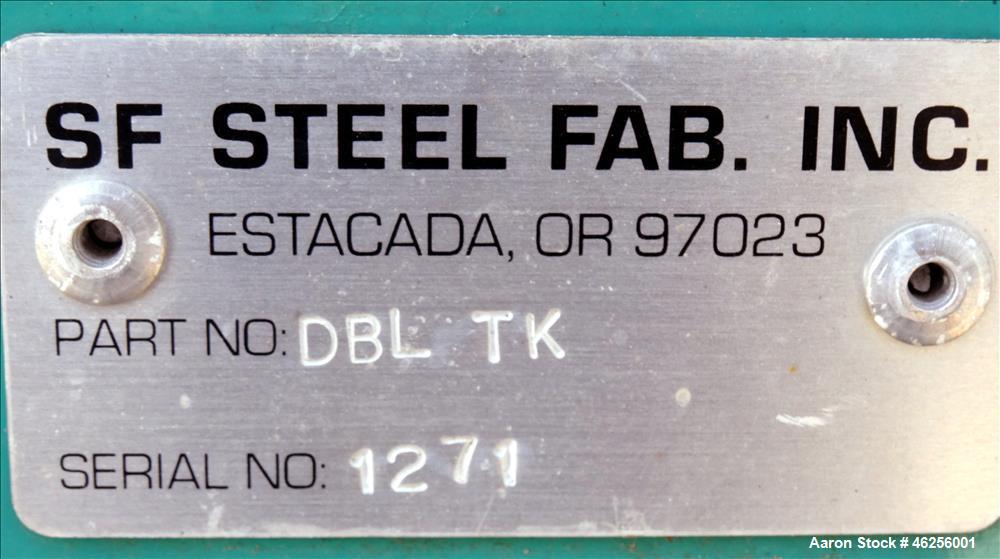 SF STEEL FAB. INC.
ESTACADA, OR 97023
PART NO: DBL TK
SERIAL NO: 1271
Aaron Stock # 46256001